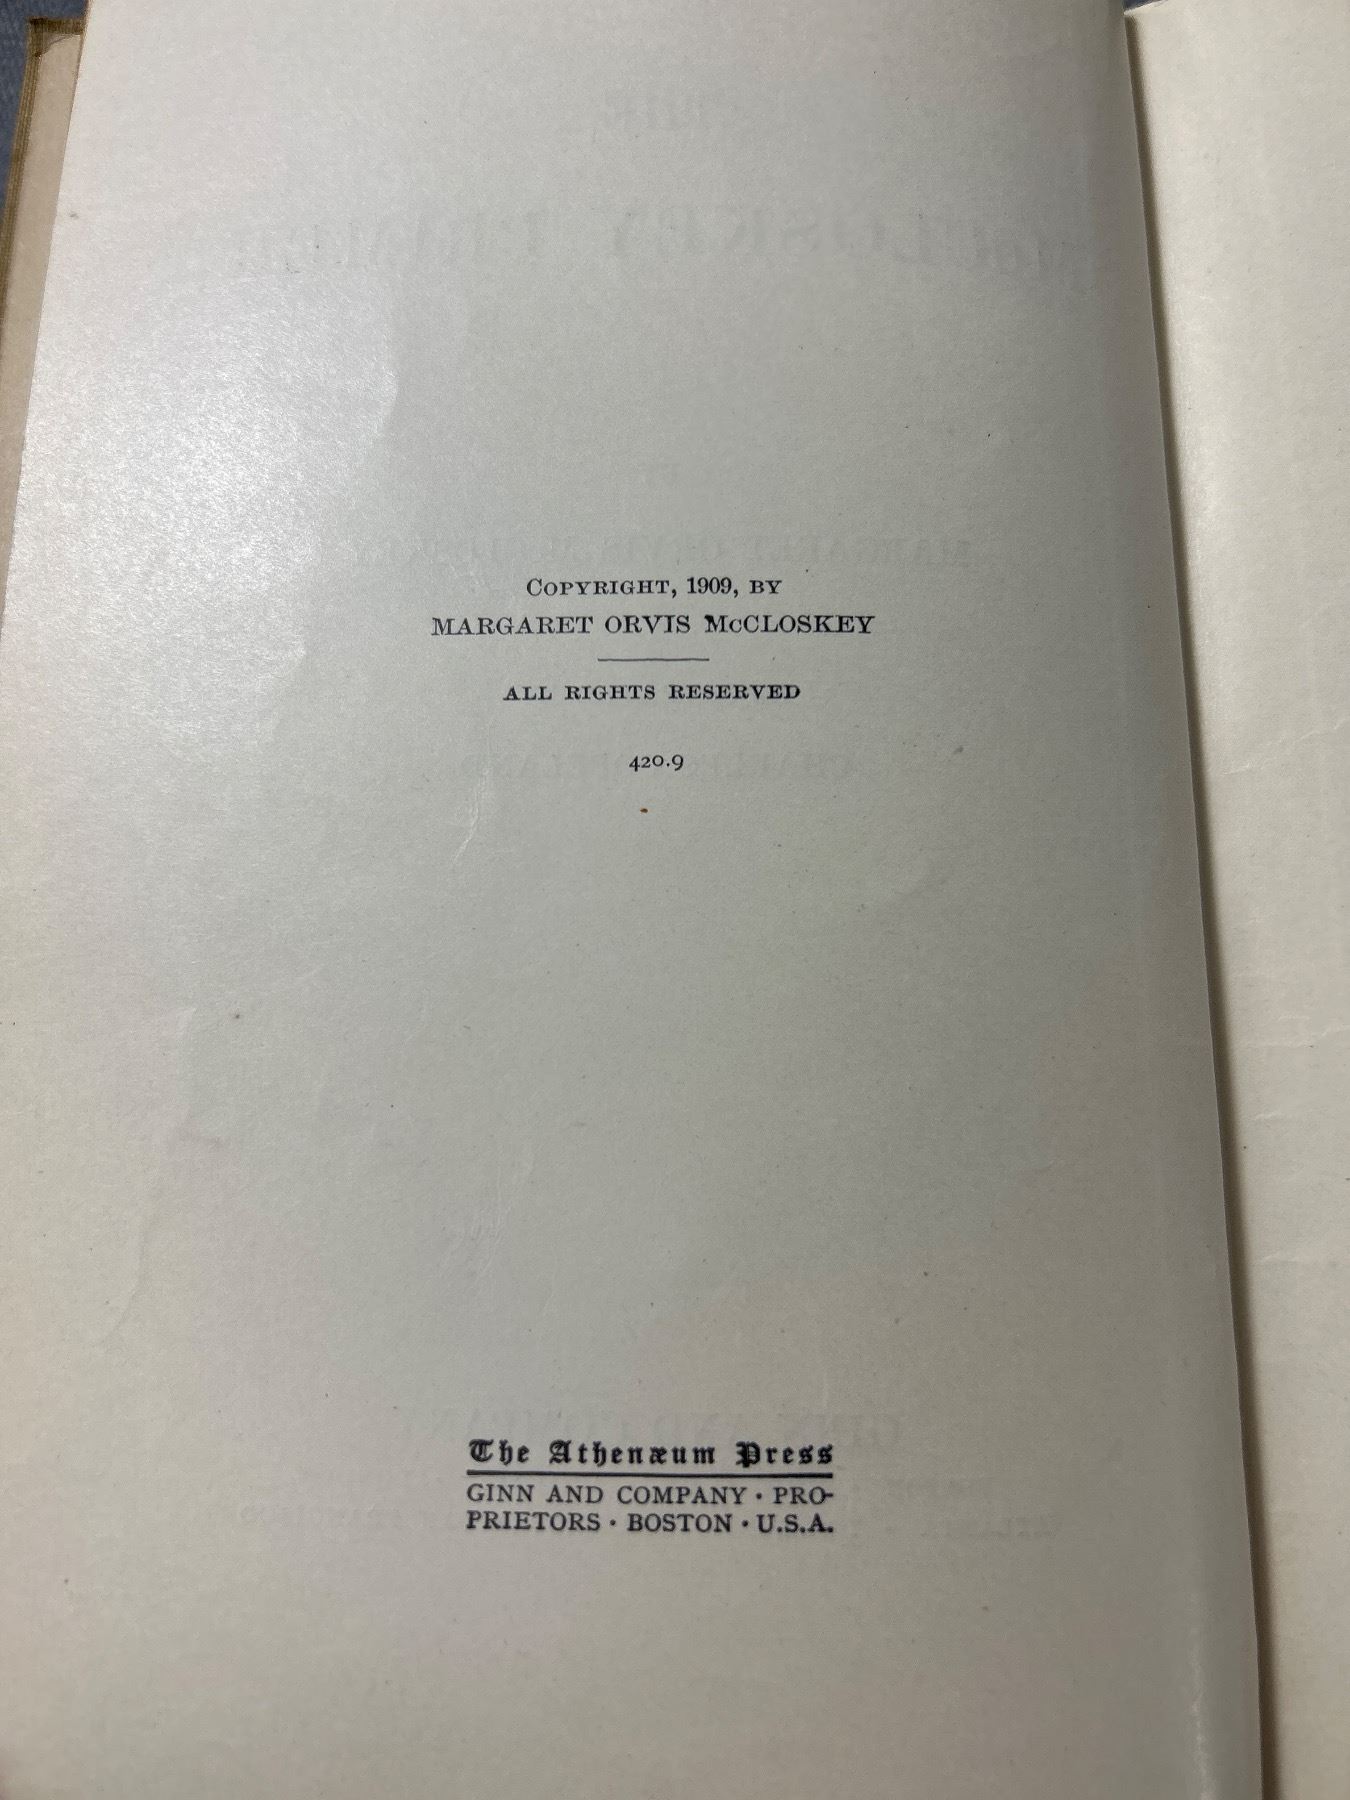 COPYRIGHT, 1909, BY
MARGARET ORVIS McCLOSKEY
ALL RIGHTS RESERVED
420.9
The Athenæum Press
GINN AND COMPANY · PRO-
PRIETORS · BOSTON · U.S.A.